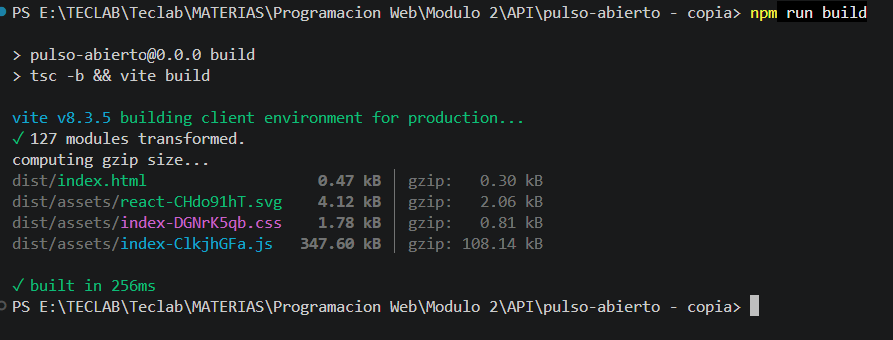 PS E:\TECLAB\Teclab\MATERIAS\Programacion Web\Modulo 2\API\pulso-abierto - copia> npm run build
> pulso-abierto@0.0.0 build
> tsc -b && vite build
vite v8.3.5 building client environment for production...
✓ 127 modules transformed.
computing gzip size...
dist/index.html 0.47 kB │ gzip: 0.30 kB
dist/assets/react-CHdo91hT.svg 4.12 kB │ gzip: 2.06 kB
dist/assets/index-DGNrK5qb.css 1.78 kB │ gzip: 0.81 kB
dist/assets/index-ClkjhGFa.js 347.60 kB │ gzip: 108.14 kB
✓ built in 256ms
PS E:\TECLAB\Teclab\MATERIAS\Programacion Web\Modulo 2\API\pulso-abierto - copia>